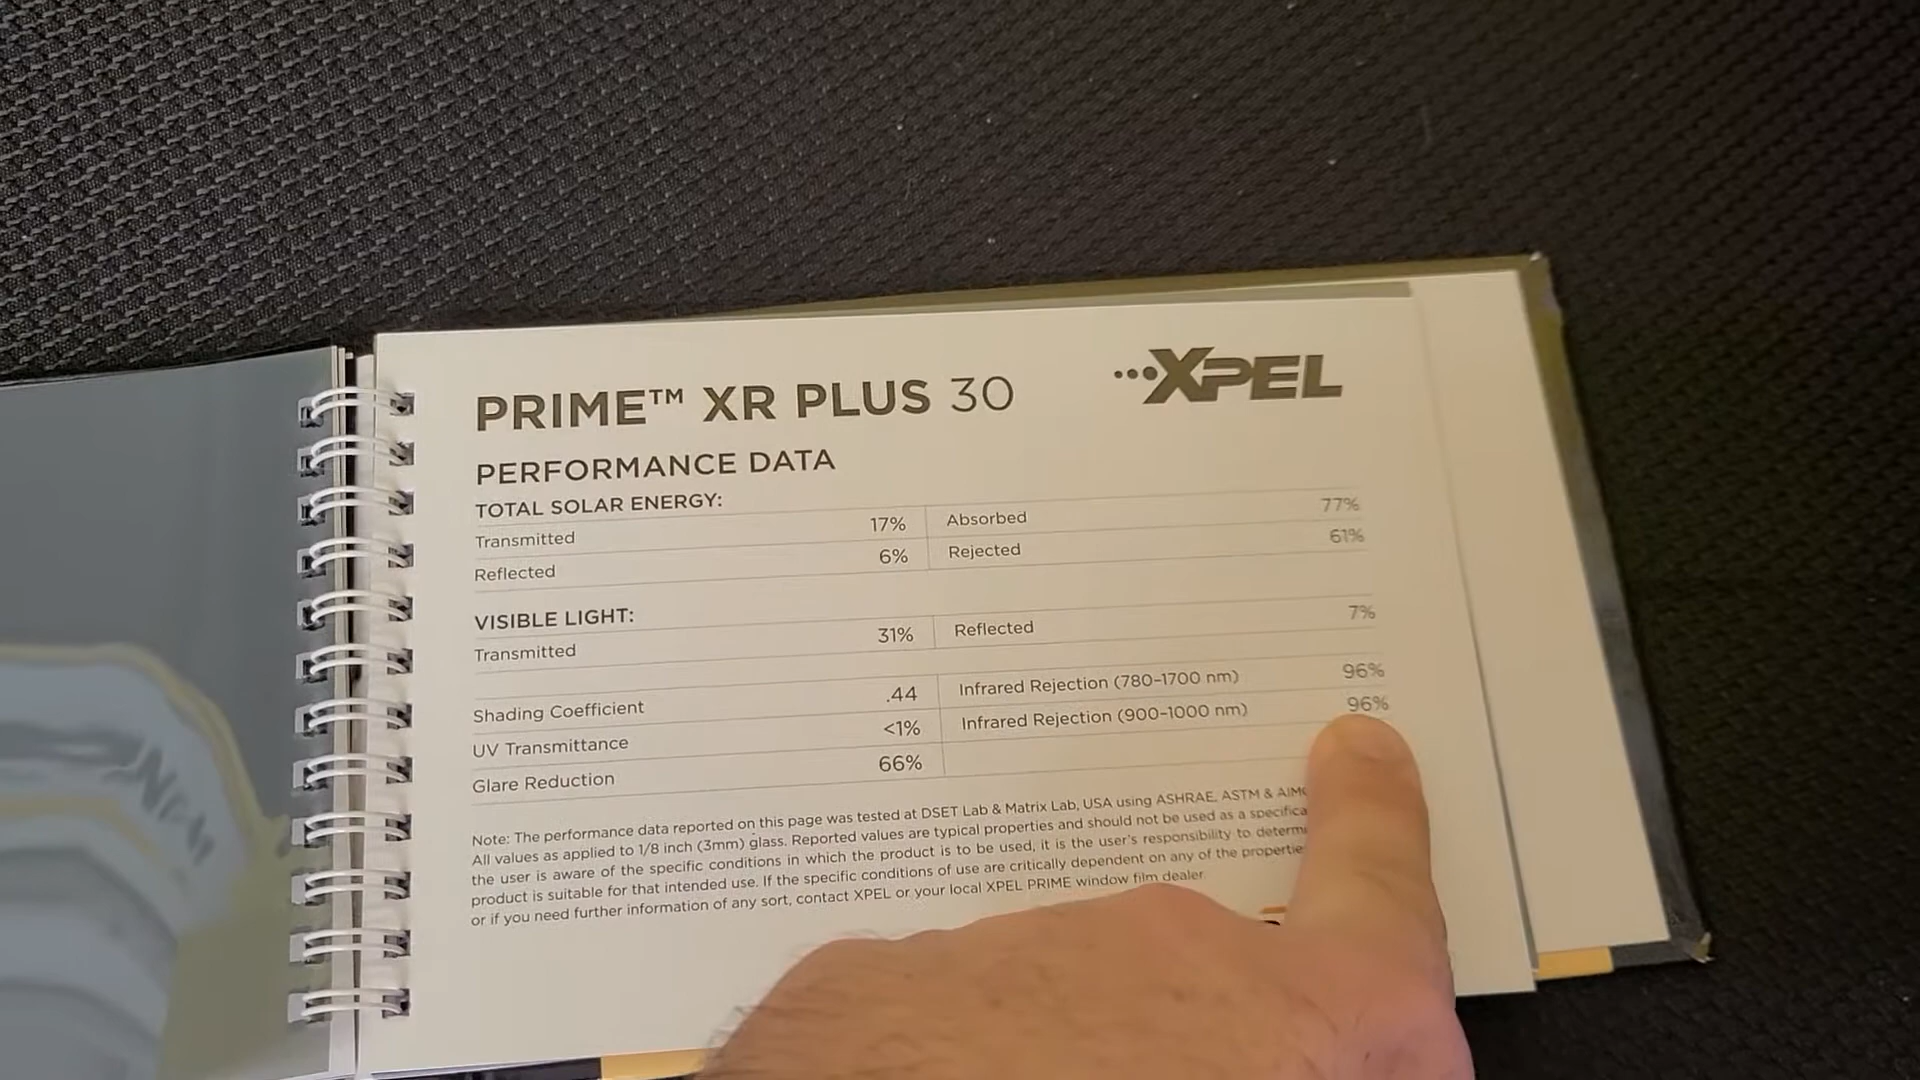 PRIME™ XR PLUS 30
XPEL
PERFORMANCE DATA
TOTAL SOLAR ENERGY:
Transmitted 17% Absorbed 77%
Reflected 6% Rejected 61%
VISIBLE LIGHT:
Transmitted 31% Reflected 7%
Shading Coefficient .44 Infrared Rejection (780-1700 nm) 96%
UV Transmittance <1% Infrared Rejection (900-1000 nm) 96%
Glare Reduction 66%
Note: The performance data reported on this page was tested at DSET Lab & Matrix Lab, USA using ASHRAE, ASTM &
All values as applied to 1/8 inch (3mm) glass. Reported values are typical properties and should not be used as a
the user is aware of the specific conditions in which the product is to be used, it is the user's responsibility to
product is suitable for that intended use. If the specific conditions of use are critically dependent on any of the
or if you need further information of any sort, contact XPEL or your local XPEL PRIME window film dealer